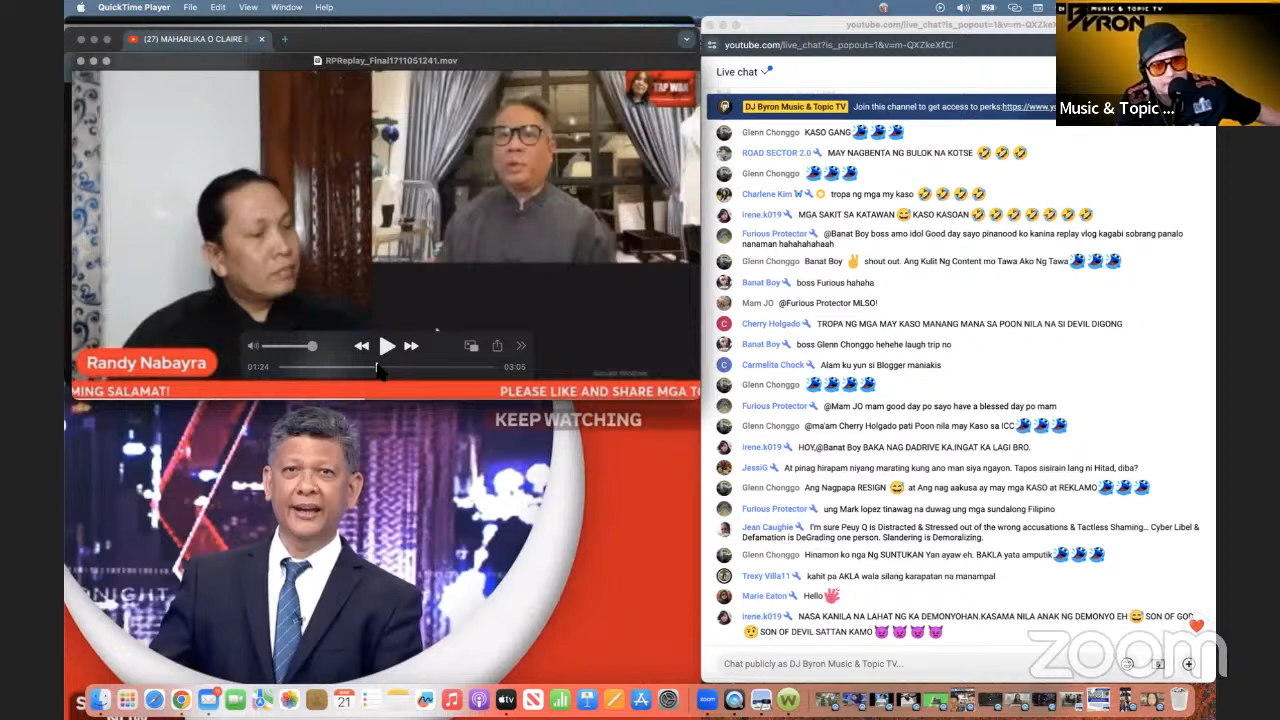 QuickTime Player File Edit View Window Help
(27) MAHARLIKA O CLAIRE
RPReplay_Final1711051241.mov
TAP WAR
Randy Nabayra
01:24
03:05
MING SALAMAT!
PLEASE LIKE AND SHARE MGA
KEEP WATCHING
NIGHT
youtube.com/live_chat?is_popout=1&v=m-QXZkeX
youtube.com/live_chat?is_popout=1&v=m-QXZkeXfCI
Live chat
DJ Byron Music & Topic TV Join this channel to get access to perks:https://www.
Glenn Chonggo KASO GANG
ROAD SECTOR 2.0 MAY NAGBENTA NG BULOK NA KOTSE 🤣🤣🤣
Glenn Chonggo
Charlene Kim tropa ng mga my kaso 🤣🤣🤣🤣
irene.k019 MGA SAKIT SA KATAWAN 😅 KASO KASOAN 🤣🤣🤣🤣🤣🤣🤣
Furious Protector @Banat Boy boss amo idol Good day sayo pinanood ko kanina replay vlog kagabi sobrang panalo
nanaman hahahahahaah
Glenn Chonggo Banat Boy ✌ shout out. Ang Kulit Ng Content mo Tawa Ako Ng Tawa
Banat Boy boss Furious hahaha
Mam JO @Furious Protector MLSO!
C Cherry Holgado TROPA NG MGA MAY KASO MANANG MANA SA POON NILA NA SI DEVIL DIGONG
Banat Boy boss Glenn Chonggo hehehe laugh trip no
C Carmelita Chock Alam ku yun si Blogger maniakis
Glenn Chonggo
Furious Protector @Mam JO mam good day po sayo have a blessed day po mam
Glenn Chonggo @ma'am Cherry Holgado pati Poon nila may Kaso sa ICC
irene.k019 HOY,@Banat Boy BAKA NAG DADRIVE KA.INGAT KA LAGI BRO.
JessiG At pinag hirapam niyang marating kung ano man siya ngayon. Tapos sisirain lang ni Hitad, diba?
Glenn Chonggo Ang Nagpapa RESIGN 😅 at Ang nag aakusa ay may mga KASO at REKLAMO
Furious Protector ung Mark lopez tinawag na duwag ung mga sundalong Filipino
Jean Caughie I'm sure Peuy Q is Distracted & Stressed out of the wrong accusations & Tactless Shaming... Cyber Libel &
Defamation is DeGrading one person. Slandering is Demoralizing.
Glenn Chonggo Hinamon ko nga Ng SUNTUKAN Yan ayaw eh. BAKLA yata amputik
Trexy Villa11 kahit pa AKLA wala silang karapatan na manampal
Marie Eaton Hello
irene.k019 NASA KANILA NA LAHAT NG KA DEMONYOHAN.KASAMA NILA ANAK NG DEMONYO EH 😅 SON OF GOD
🤨 SON OF DEVIL SATTAN KAMO 😈😈😈😈
Chat publicly as DJ Byron Music & Topic TV...
MUSIC & TOPIC TV
BYRON
Music & Topic ...
zoom
21
zoom